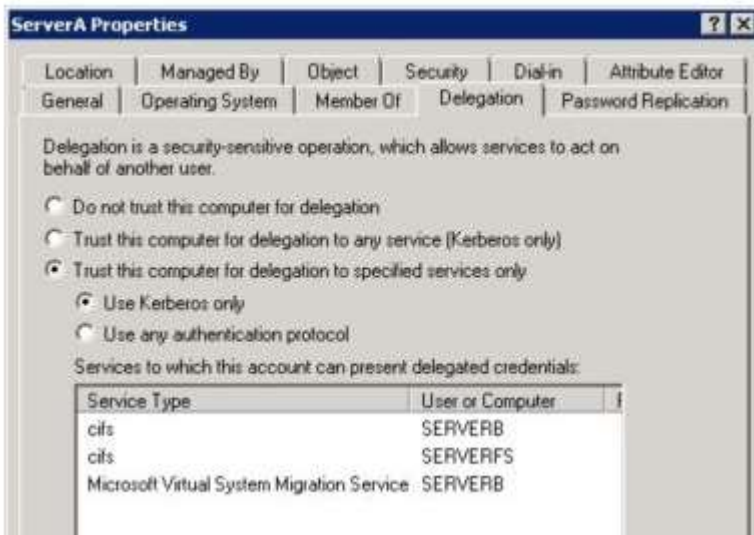 ServerA Properties
Location Managed By Object Security Dial-in Attribute Editor
General Operating System Member Of Delegation Password Replication
Delegation is a security-sensitive operation, which allows services to act on
behalf of another user.
Do not trust this computer for delegation
Trust this computer for delegation to any service (Kerberos only)
Trust this computer for delegation to specified services only
Use Kerberos only
Use any authentication protocol
Services to which this account can present delegated credentials:
Service Type User or Computer
cifs SERVERB
cifs SERVERFS
Microsoft Virtual System Migration Service SERVERB